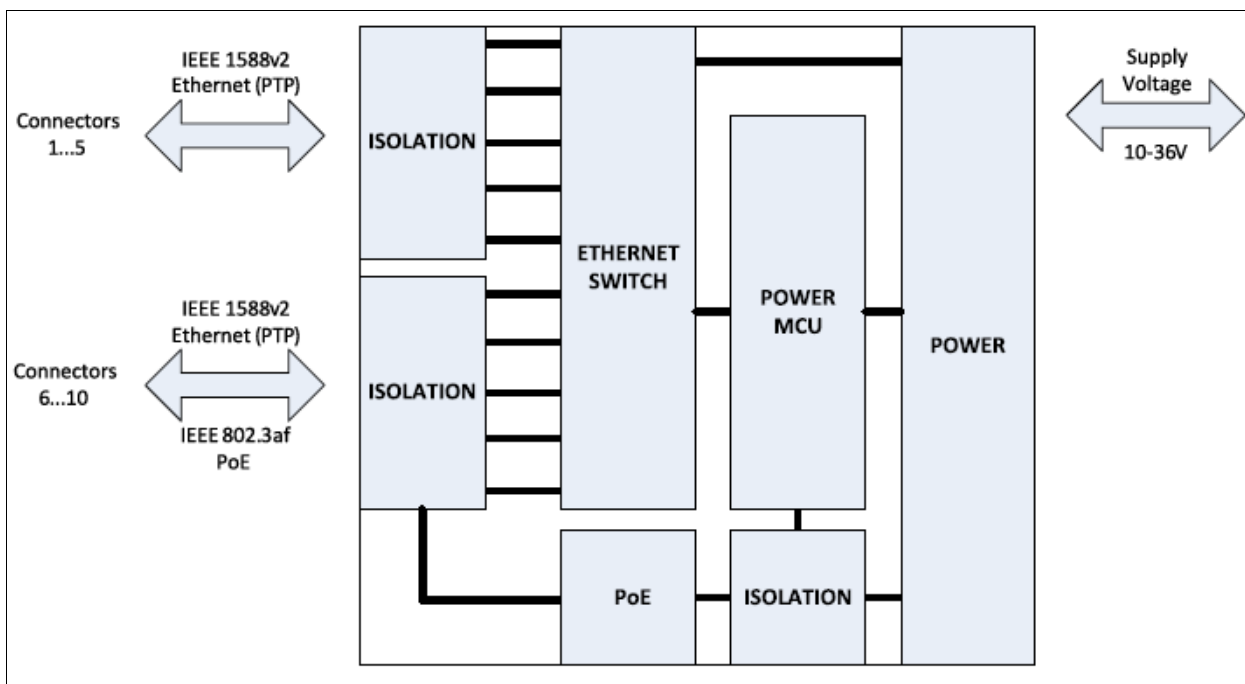 IEEE 1588v2
Ethernet (PTP)
Connectors
1...5
ISOLATION
IEEE 1588v2
Ethernet (PTP)
Connectors
6...10
IEEE 802.3af
PoE
ISOLATION
ETHERNET
SWITCH
POWER
MCU
PoE
ISOLATION
POWER
Supply
Voltage
10-36V